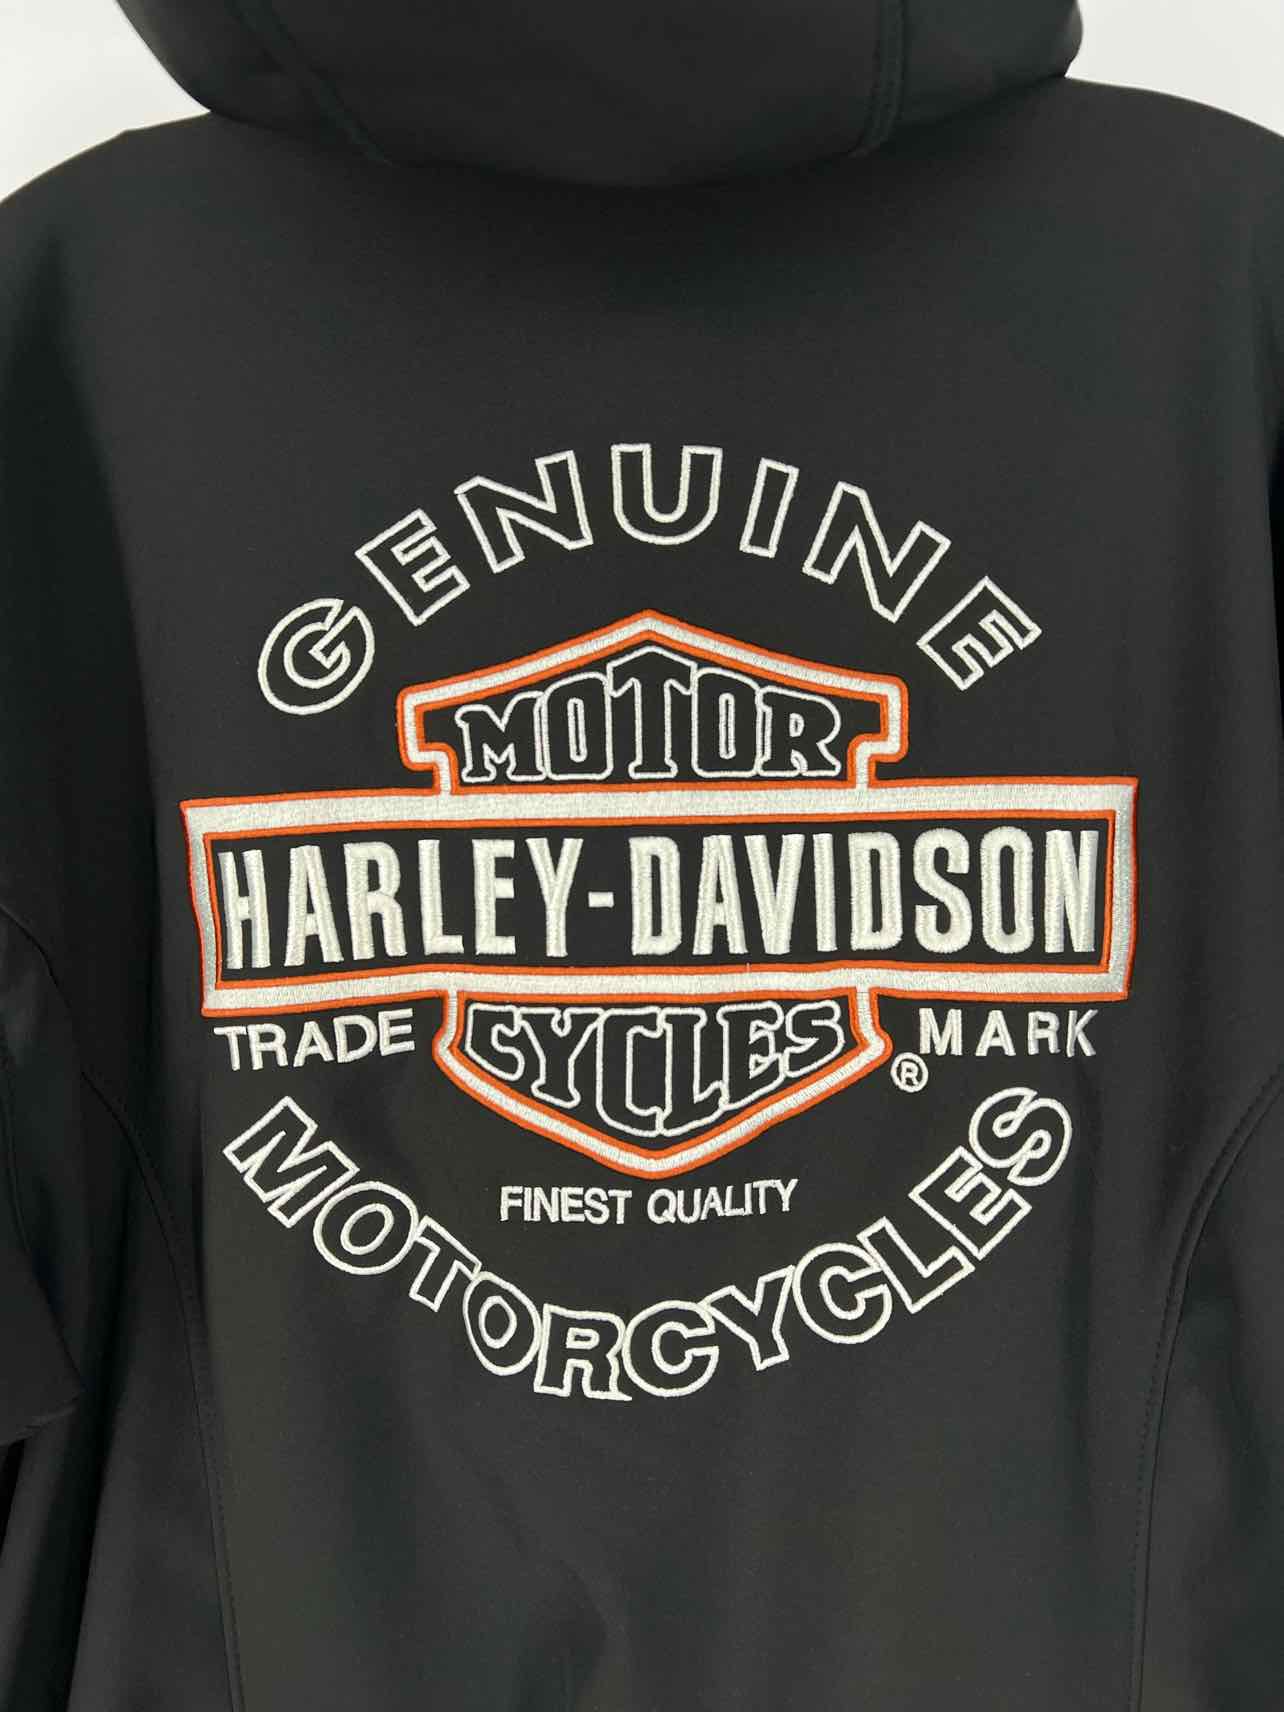 GENUINE
MOTOR
HARLEY-DAVIDSON
TRADE CYCLES ® MARK
FINEST QUALITY
MOTORCYCLES